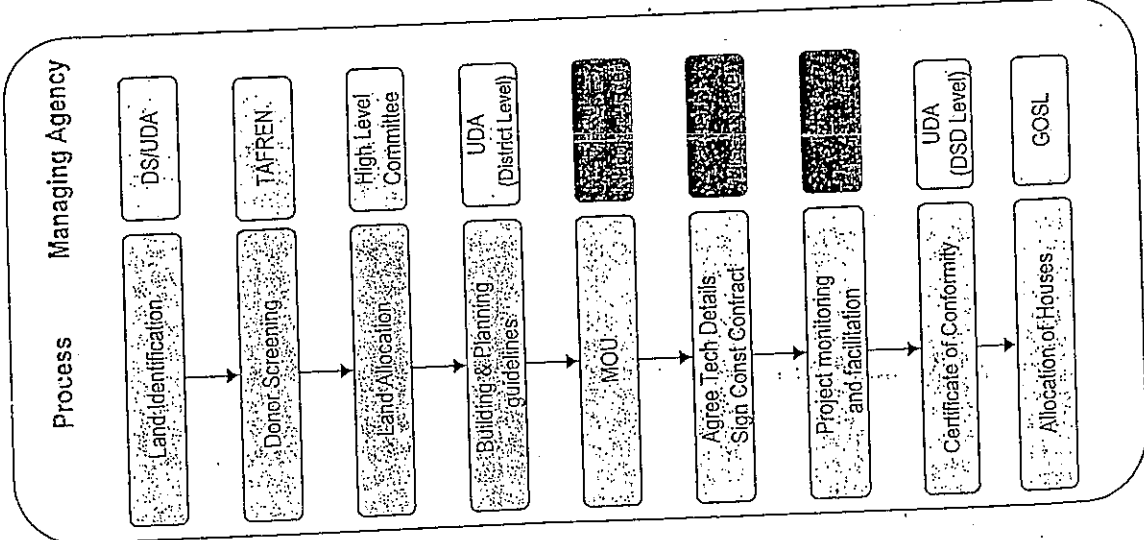 Process
Managing Agency
Land Identification
DS/UDA
Donor Screening
TAFREN
Land Allocation
High Level
Committee
Building & Planning
guidelines
UDA
(District Level)
MOU
Agree Tech Details
Sign Const Contract
Project monitoring
and facilitation
Certificate of Conformity
UDA
(DSD Level)
Allocation of Houses
GOSL